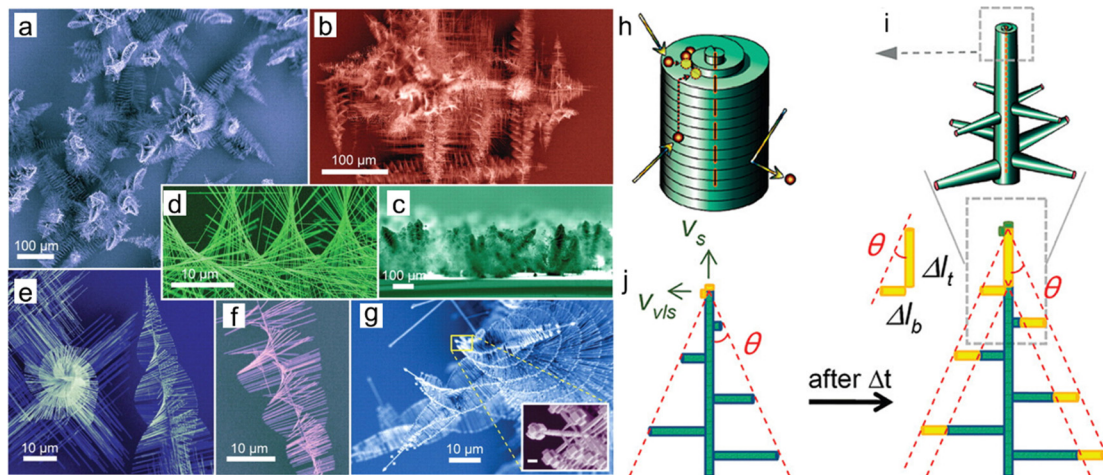 a
100 µm
b
100 µm
d
10 µm
c
100 µm
e
10 µm
f
10 µm
g
10 µm
h
i
j
v_s
v_vls
θ
after Δt
θ
Δl_t
Δl_b
θ